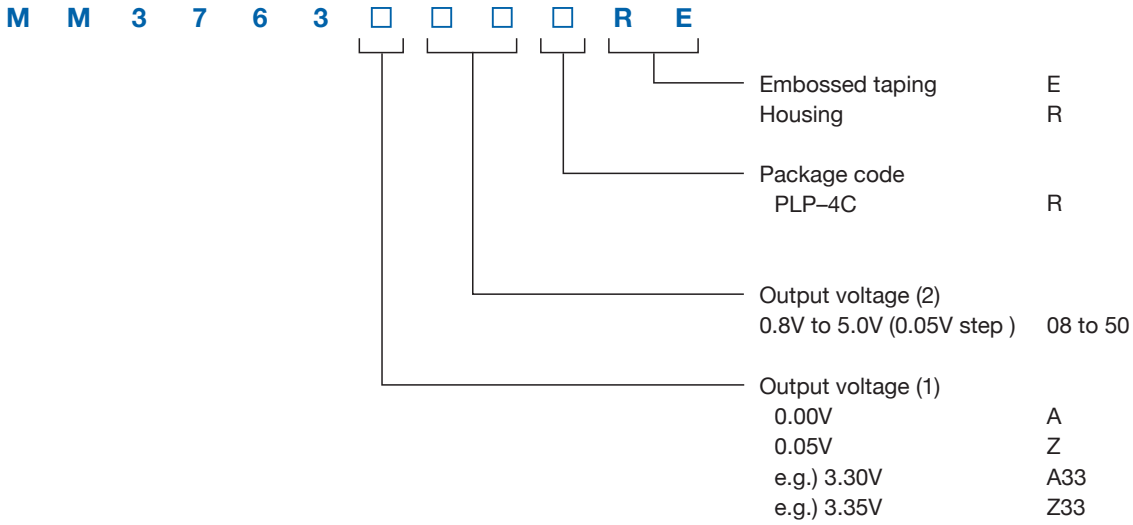 M M 3 7 6 3 □ □ □ □ R E
Embossed taping E
Housing R
Package code
PLP–4C R
Output voltage (2)
0.8V to 5.0V (0.05V step ) 08 to 50
Output voltage (1)
0.00V A
0.05V Z
e.g.) 3.30V A33
e.g.) 3.35V Z33